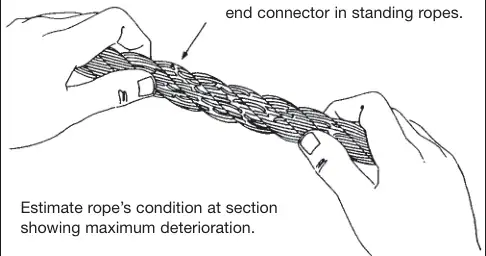 end connector in standing ropes.
Estimate rope's condition at section
showing maximum deterioration.